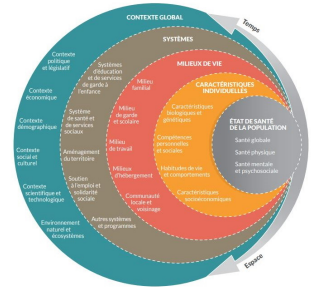 CONTEXTE GLOBAL
Temps
SYSTÈMES
MILIEUX DE VIE
CARACTÉRISTIQUES
INDIVIDUELLES
ÉTAT DE SANTÉ
DE LA POPULATION
Santé globale
Santé physique
Santé mentale
et psychosociale
Contexte
politique
et législatif
Contexte
économique
Contexte
démographique
Contexte
social et
culturel
Contexte
scientifique et
technologique
Environnement
naturel et
écosystèmes
Systèmes
d'éducation
et de services
de garde à
l'enfance
Système
de santé et
de services
sociaux
Aménagement
du territoire
Soutien
à l'emploi et
solidarité
sociale
Autres systèmes
et programmes
Milieu
familial
Milieu
de garde
et scolaire
Milieu
de travail
Milieux
d'hébergement
Communauté
locale et
voisinage
Caractéristiques
biologiques et
génétiques
Compétences
personnelles
et sociales
Habitudes de vie
et comportements
Caractéristiques
socioéconomiques
Espace